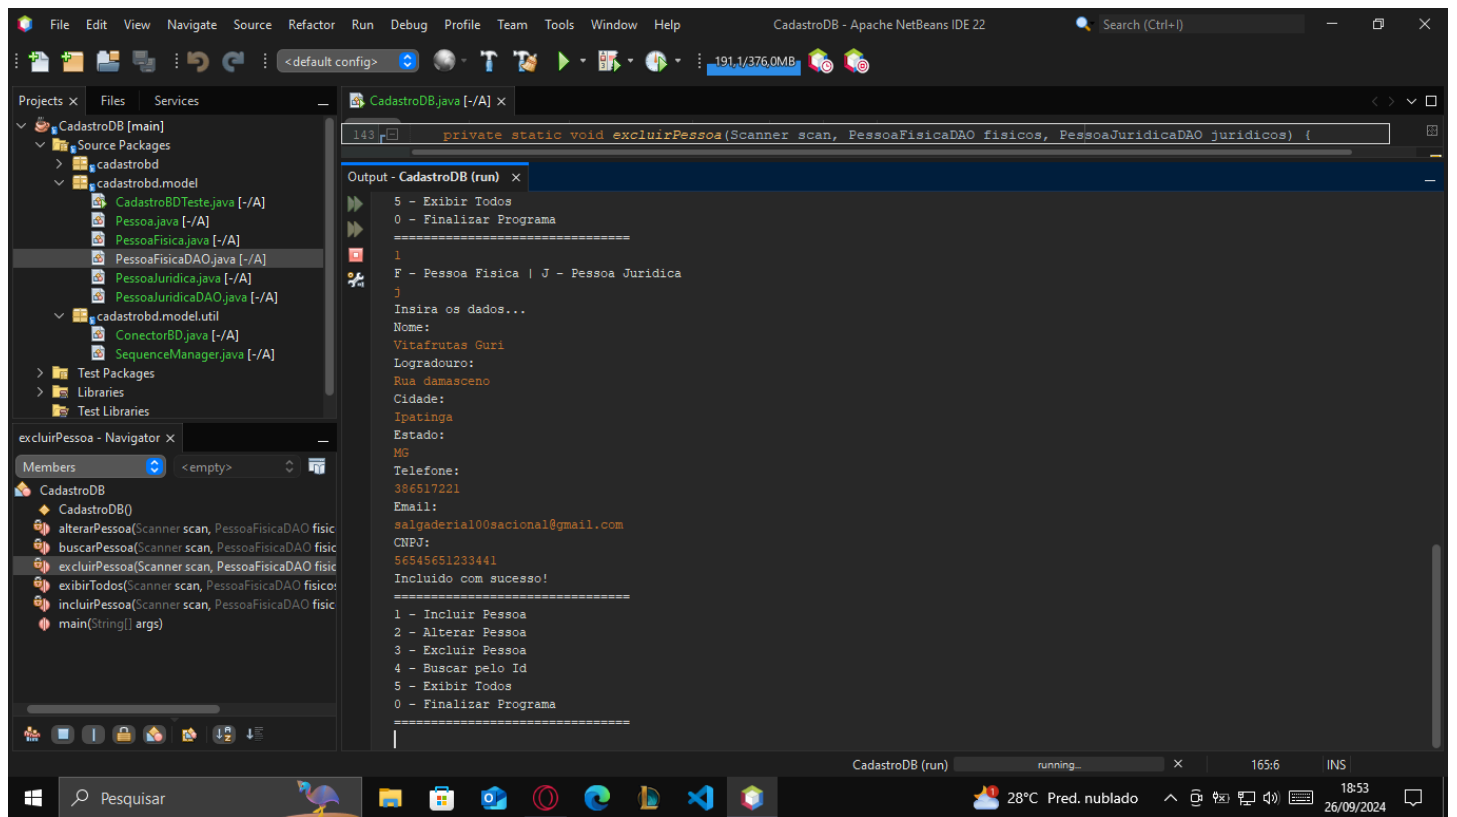 File Edit View Navigate Source Refactor Run Debug Profile Team Tools Window Help CadastroDB - Apache NetBeans IDE 22 Search (Ctrl+I)
<default config> 191,1/376,0MB
Projects Files Services
CadastroDB.java [-/A]
CadastroDB [main]
Source Packages
cadastrobd
cadastrobd.model
CadastroBDTeste.java [-/A]
Pessoa.java [-/A]
PessoaFisica.java [-/A]
PessoaFisicaDAO.java [-/A]
PessoaJuridica.java [-/A]
PessoaJuridicaDAO.java [-/A]
cadastrobd.model.util
ConectorBD.java [-/A]
SequenceManager.java [-/A]
Test Packages
Libraries
Test Libraries
excluirPessoa - Navigator
Members <empty>
CadastroDB
CadastroDB()
alterarPessoa(Scanner scan, PessoaFisicaDAO fisic
buscarPessoa(Scanner scan, PessoaFisicaDAO fisic
excluirPessoa(Scanner scan, PessoaFisicaDAO fisic
exibirTodos(Scanner scan, PessoaFisicaDAO fisicos
incluirPessoa(Scanner scan, PessoaFisicaDAO fisic
main(String[] args)
143 private static void excluirPessoa(Scanner scan, PessoaFisicaDAO fisicos, PessoaJuridicaDAO juridicos) {
Output - CadastroDB (run)
5 - Exibir Todos
0 - Finalizar Programa
================================
1
F - Pessoa Fisica | J - Pessoa Juridica
j
Insira os dados...
Nome:
Vitafrutas Guri
Logradouro:
Rua damasceno
Cidade:
Ipatinga
Estado:
MG
Telefone:
386517221
Email:
salgaderia100sacional@gmail.com
CNPJ:
56545651233441
Incluido com sucesso!
================================
1 - Incluir Pessoa
2 - Alterar Pessoa
3 - Excluir Pessoa
4 - Buscar pelo Id
5 - Exibir Todos
0 - Finalizar Programa
================================
CadastroDB (run) running... 165:6 INS
Pesquisar
28°C Pred. nublado
18:53
26/09/2024